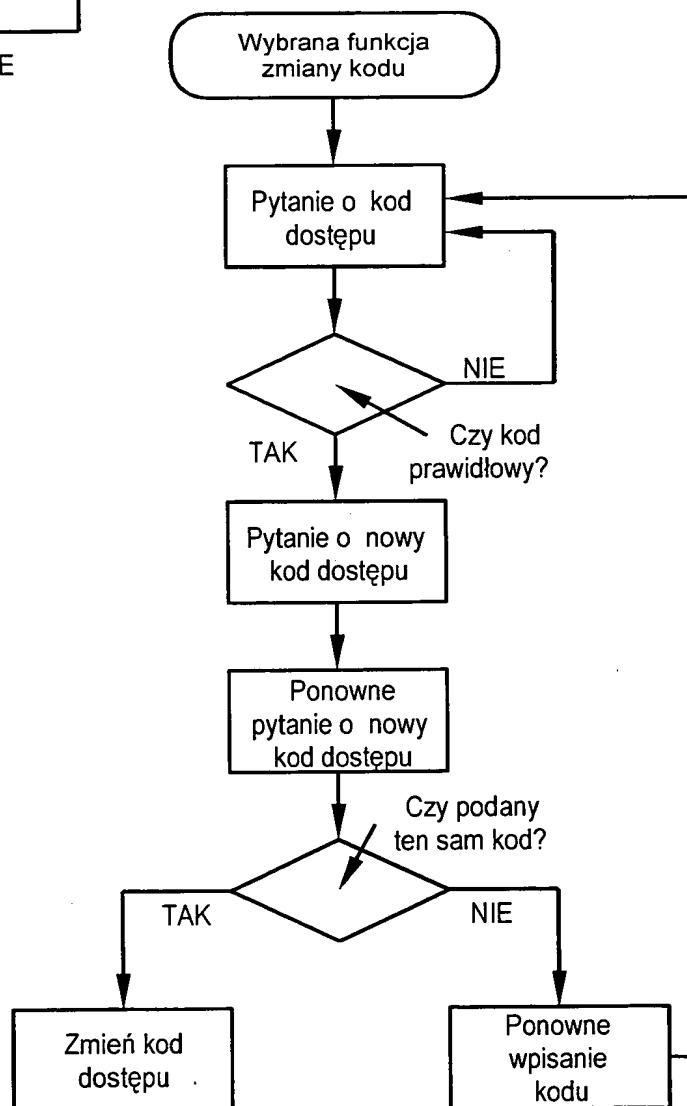 E
Wybrana funkcja
zmiany kodu
Pytanie o kod
dostępu
NIE
Czy kod
prawidłowy?
TAK
Pytanie o nowy
kod dostępu
Ponowne
pytanie o nowy
kod dostępu
Czy podany
ten sam kod?
TAK
NIE
Zmień kod
dostępu
Ponowne
wpisanie
kodu